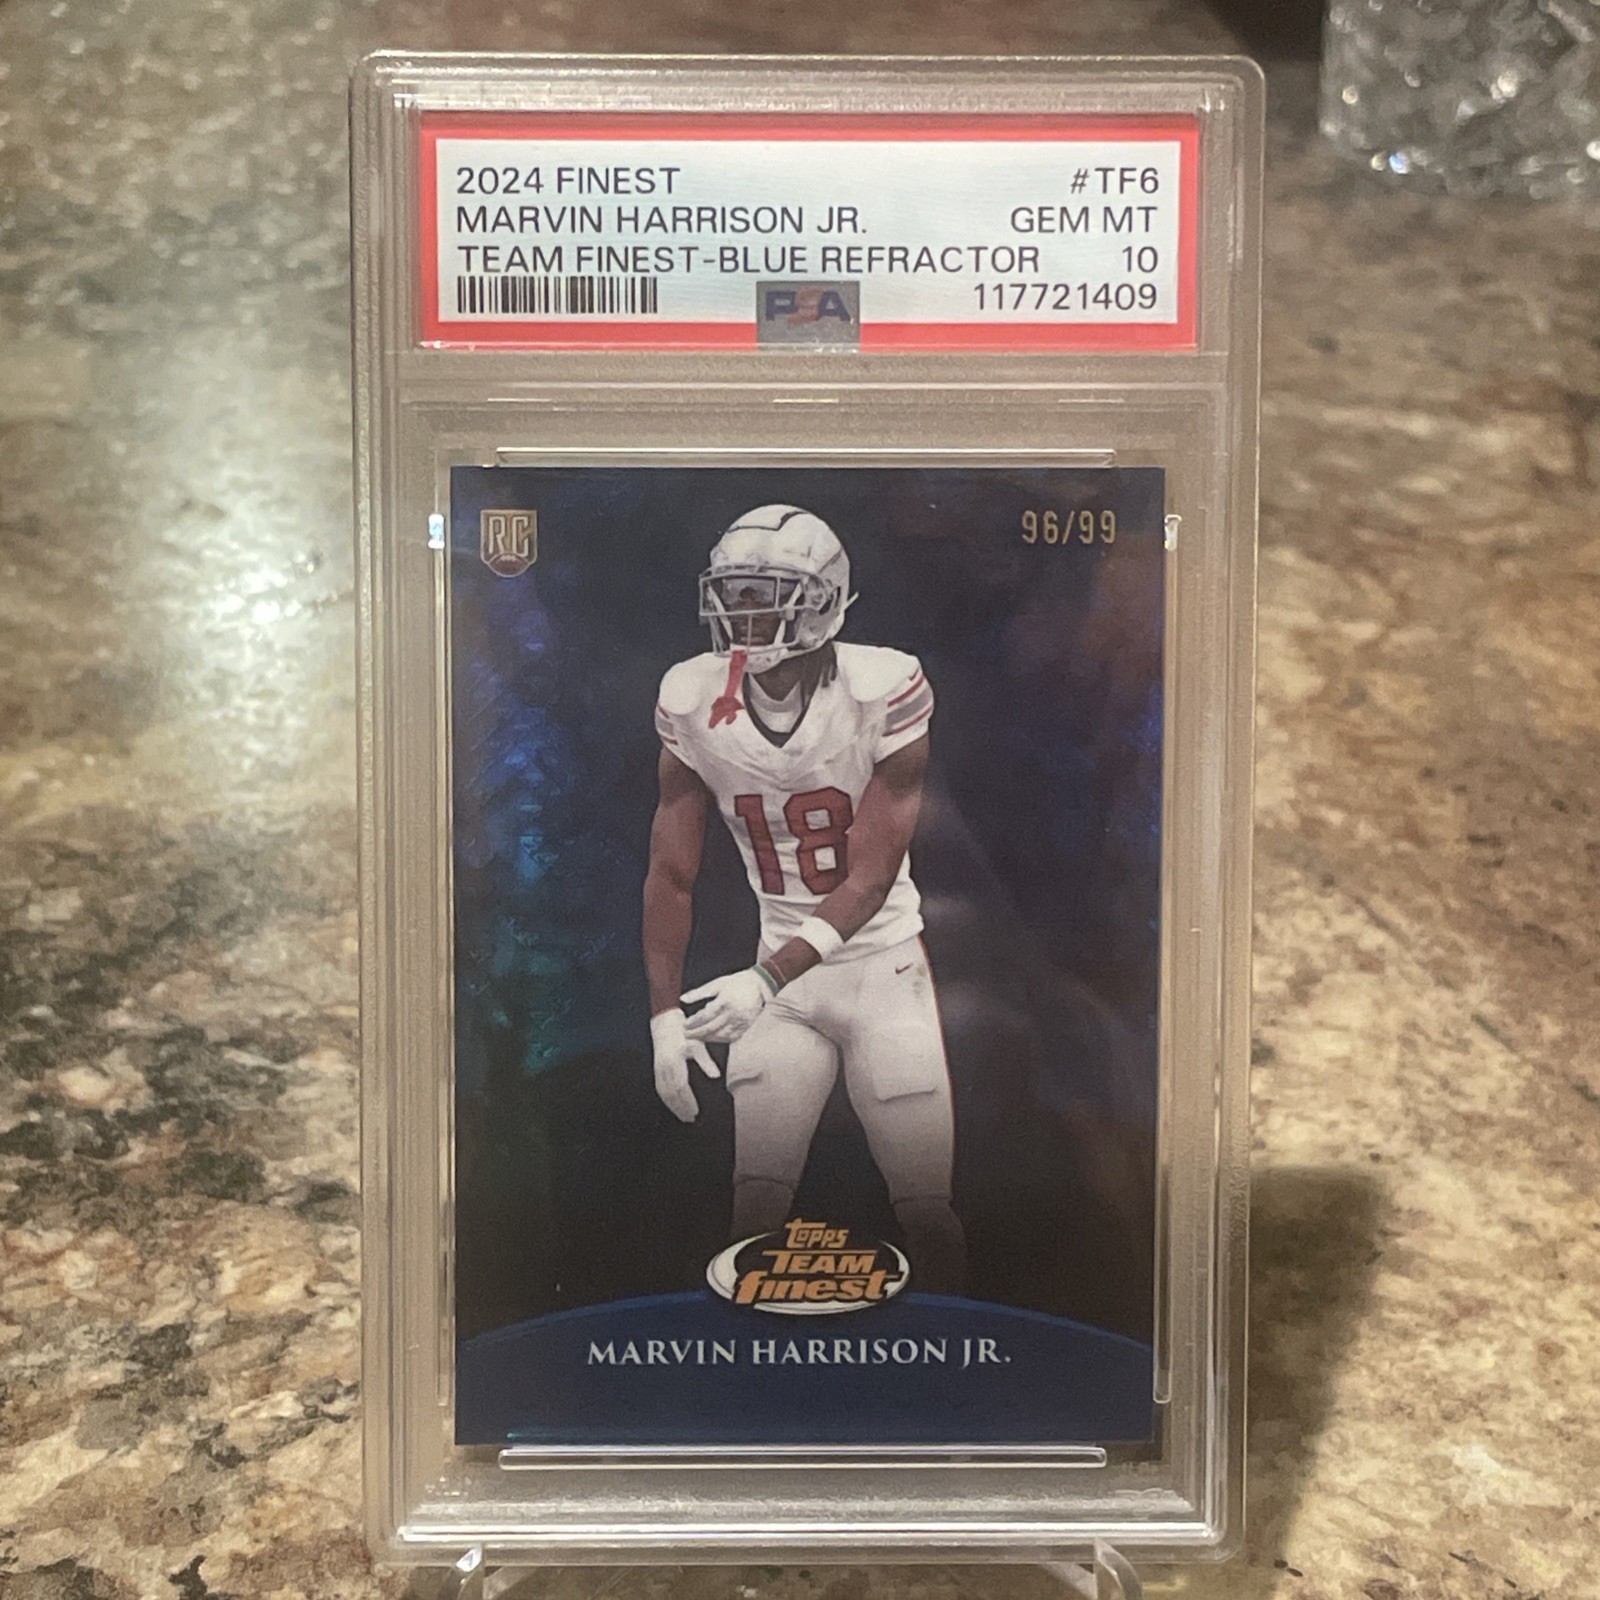 2024 FINEST #TF6
MARVIN HARRISON JR. GEM MT
TEAM FINEST-BLUE REFRACTOR 10
117721409
PSA
RC
96/99
18
TOPPS
TEAM
finest
MARVIN HARRISON JR.